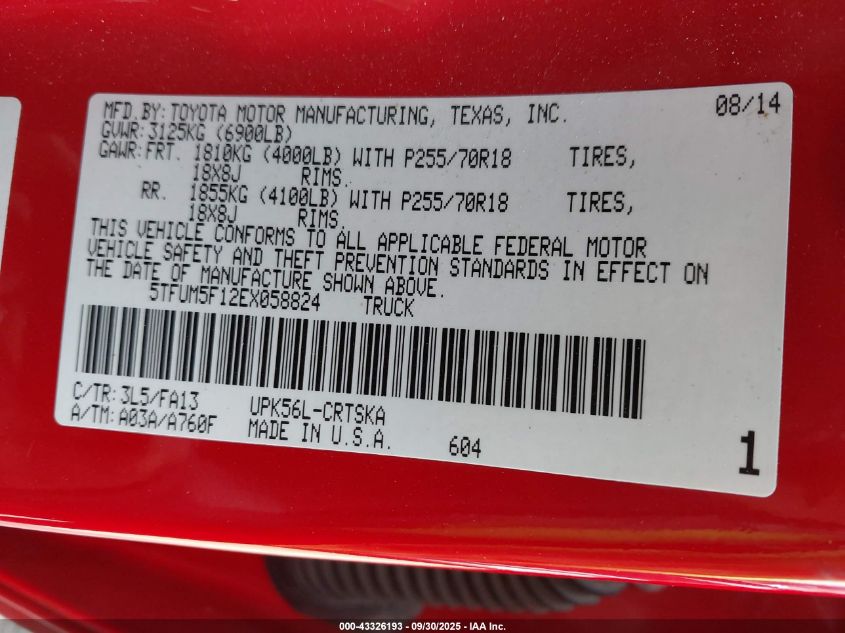 MFD.BY: TOYOTA MOTOR MANUFACTURING, TEXAS, INC. 08/14
GVWR: 3125KG (6900LB)
GAWR: FRT. 1810KG (4000LB) WITH P255/70R18 TIRES,
18X8J RIMS.
RR. 1855KG (4100LB) WITH P255/70R18 TIRES,
18X8J RIMS.
THIS VEHICLE CONFORMS TO ALL APPLICABLE FEDERAL MOTOR
VEHICLE SAFETY AND THEFT PREVENTION STANDARDS IN EFFECT ON
THE DATE OF MANUFACTURE SHOWN ABOVE.
5TFUM5F12EX058824 TRUCK
C/TR: 3L5/FA13 UPK56L-CRTSKA
A/TM: A03A/A760F MADE IN U.S.A. 604
1
000-43326193 - 09/30/2025 - IAA Inc.